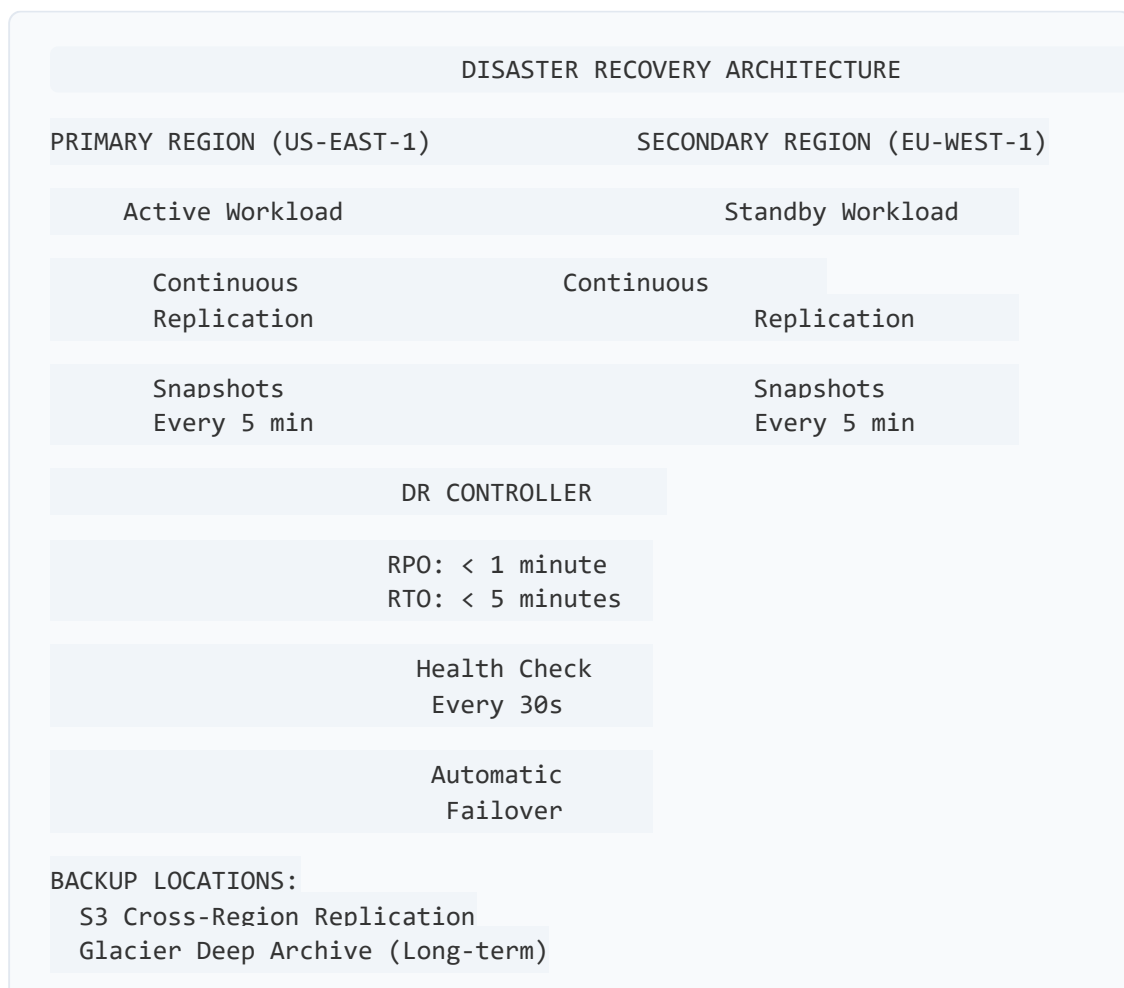 DISASTER RECOVERY ARCHITECTURE
PRIMARY REGION (US-EAST-1) SECONDARY REGION (EU-WEST-1)
Active Workload Standby Workload
Continuous Continuous
Replication Replication
Snapshots Snapshots
Every 5 min Every 5 min
DR CONTROLLER
RPO: < 1 minute
RTO: < 5 minutes
Health Check
Every 30s
Automatic
Failover
BACKUP LOCATIONS:
S3 Cross-Region Replication
Glacier Deep Archive (Long-term)